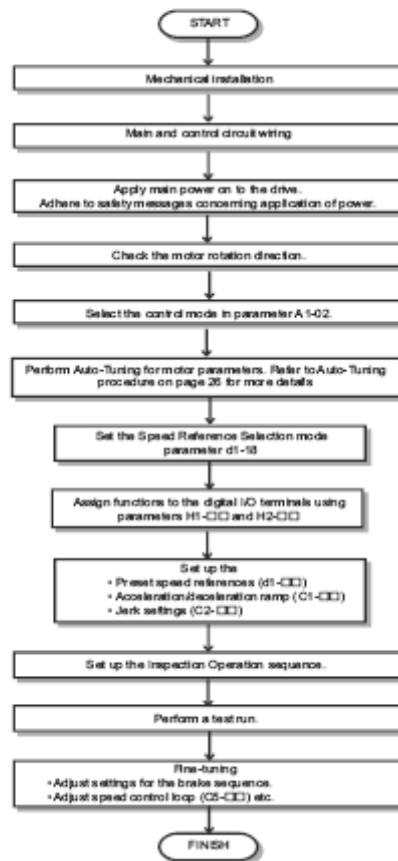 START
Mechanical installation
Main and control circuit wiring
Apply main power on to the drive.
Adhere to safety messages concerning application of power.
Check the motor rotation direction.
Select the control mode in parameter A1-02.
Perform Auto-Tuning for motor parameters. Refer to Auto-Tuning
procedure on page 26 for more details
Set the Speed Reference Selection mode
parameter d1-18
Assign functions to the digital I/O terminals using
parameters H1-□□ and H2-□□
Set up the
• Preset speed references (d1-□□)
• Acceleration/deceleration ramp (C1-□□)
• Jerk settings (C2-□□)
Set up the Inspection Operation sequence.
Perform a test run.
Fine-tuning
• Adjust settings for the brake sequence.
• Adjust speed control loop (C5-□□) etc.
FINISH